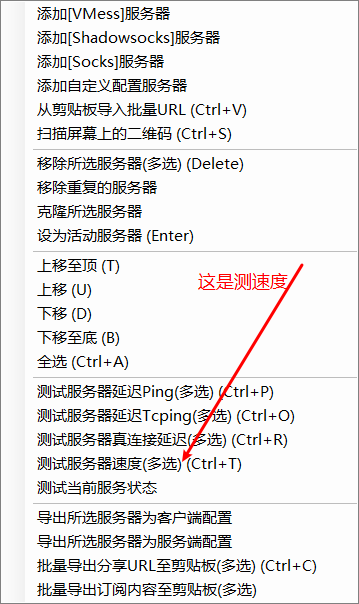 添加[VMess]服务器
添加[Shadowsocks]服务器
添加[Socks]服务器
添加自定义配置服务器
从剪贴板导入批量URL (Ctrl+V)
扫描屏幕上的二维码 (Ctrl+S)
移除所选服务器(多选) (Delete)
移除重复的服务器
克隆所选服务器
设为活动服务器 (Enter)
上移至顶 (T)
上移 (U)
下移 (D)
下移至底 (B)
全选 (Ctrl+A)
这是测速度
测试服务器延迟Ping(多选) (Ctrl+P)
测试服务器延迟Tcping(多选) (Ctrl+O)
测试服务器真连接延迟(多选) (Ctrl+R)
测试服务器速度(多选) (Ctrl+T)
测试当前服务状态
导出所选服务器为客户端配置
导出所选服务器为服务端配置
批量导出分享URL至剪贴板(多选) (Ctrl+C)
批量导出订阅内容至剪贴板(多选)